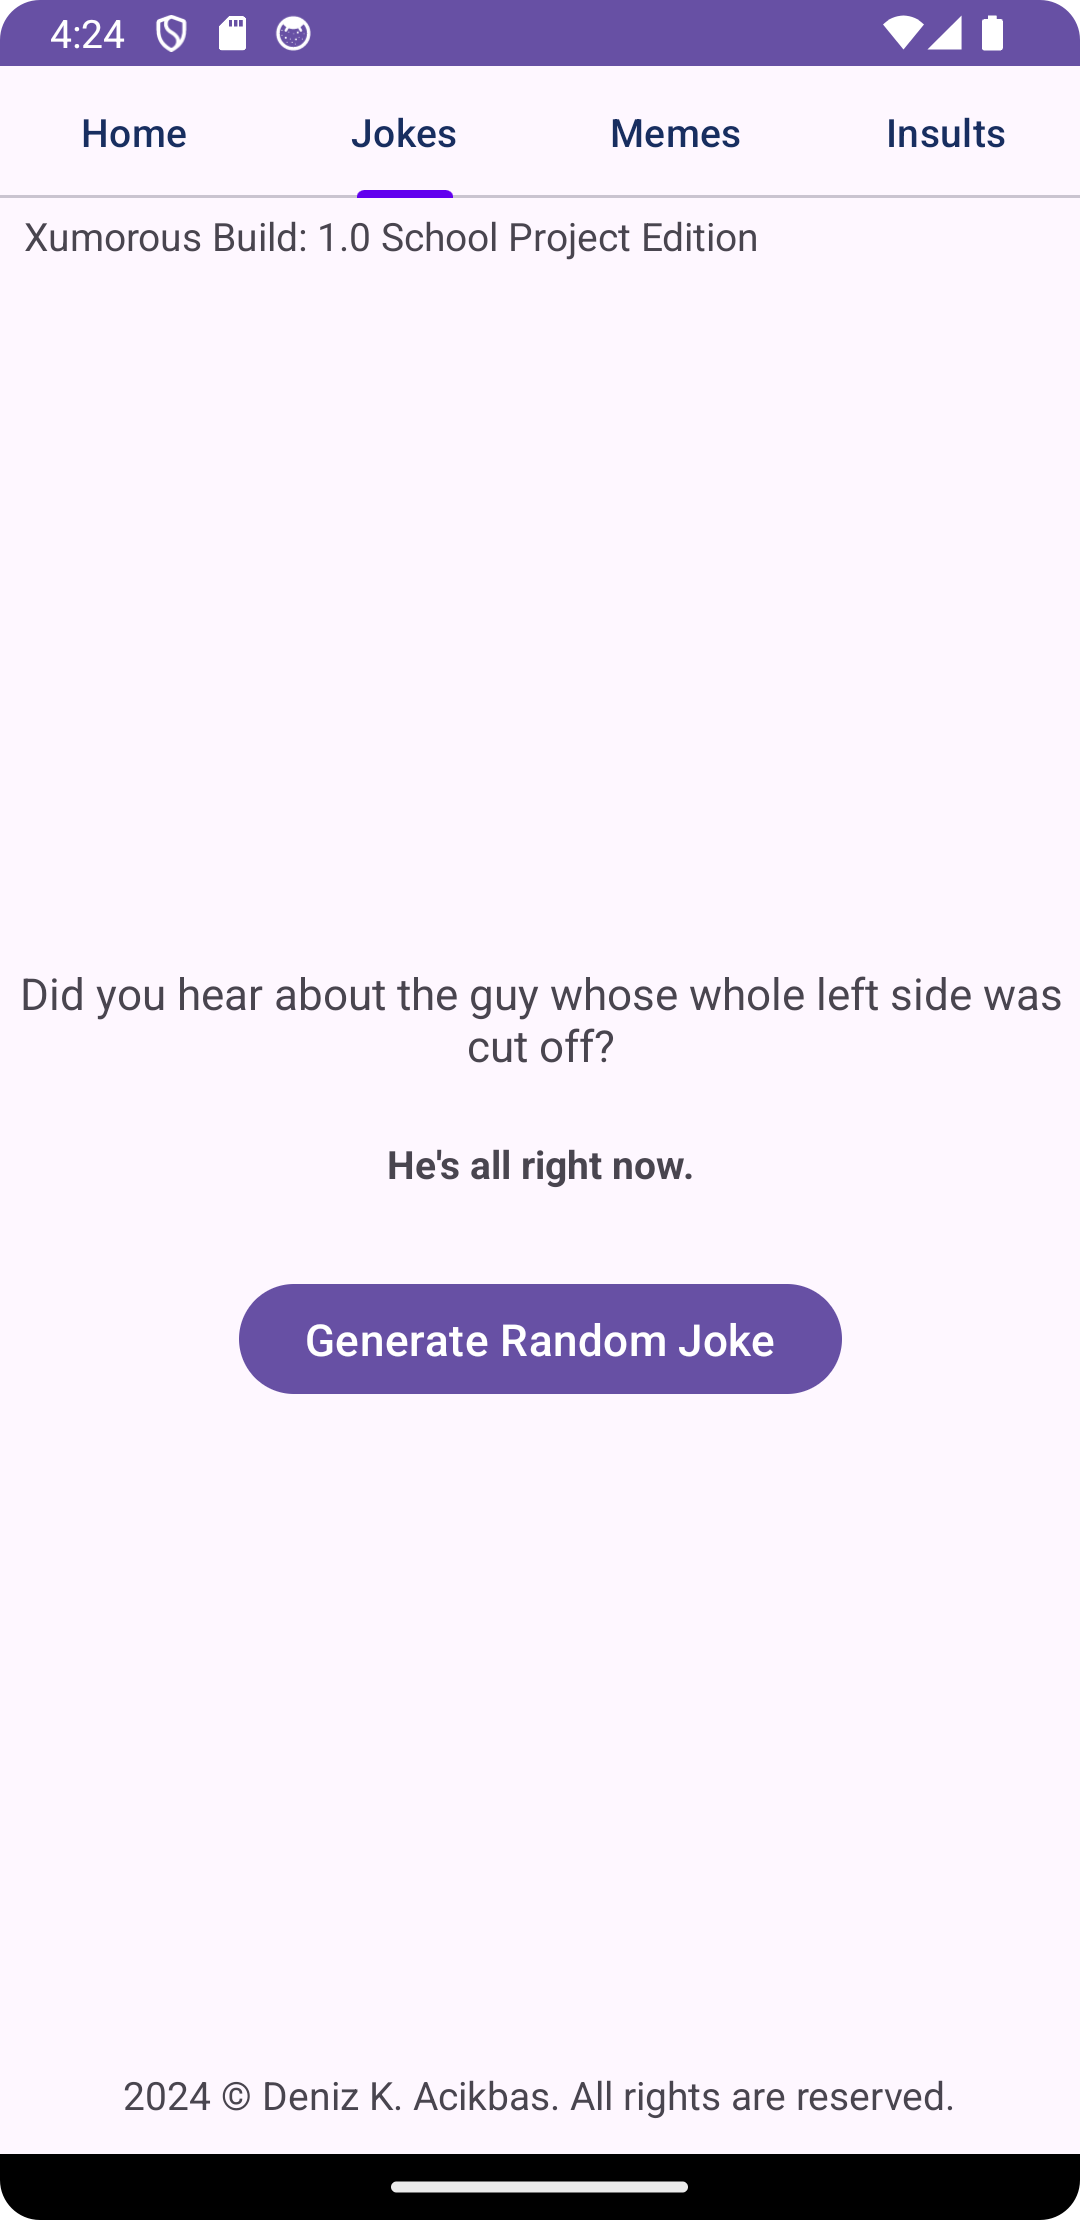 4:24
Home Jokes Memes Insults
Xumorous Build: 1.0 School Project Edition
Did you hear about the guy whose whole left side was
cut off?
He's all right now.
Generate Random Joke
2024 © Deniz K. Acikbas. All rights are reserved.